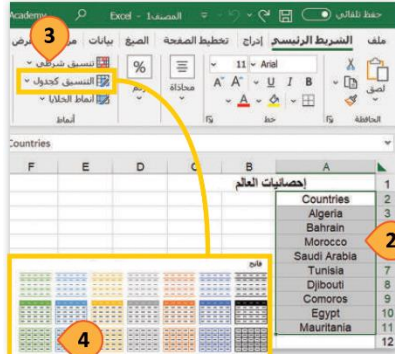 حفظ تلقائي Excel - المصنف1 Academy
ملف الشريط الرئيسي إدراج تخطيط الصفحة الصيغ بيانات
3
لصق
الحافظة
Arial 11
B I U A A
A
خط
محاذاة
%
رقم
تنسيق شرطي
التنسيق كجدول
أنماط الخلايا
أنماط
Countries
A B C D E F
1 إحصائيات العالم
2 Countries
3 Algeria
Bahrain
Morocco
2
Saudi Arabia
7 Tunisia
8 Djibouti
9 Comoros
10 Egypt
11 Mauritania
12
فاتح
4